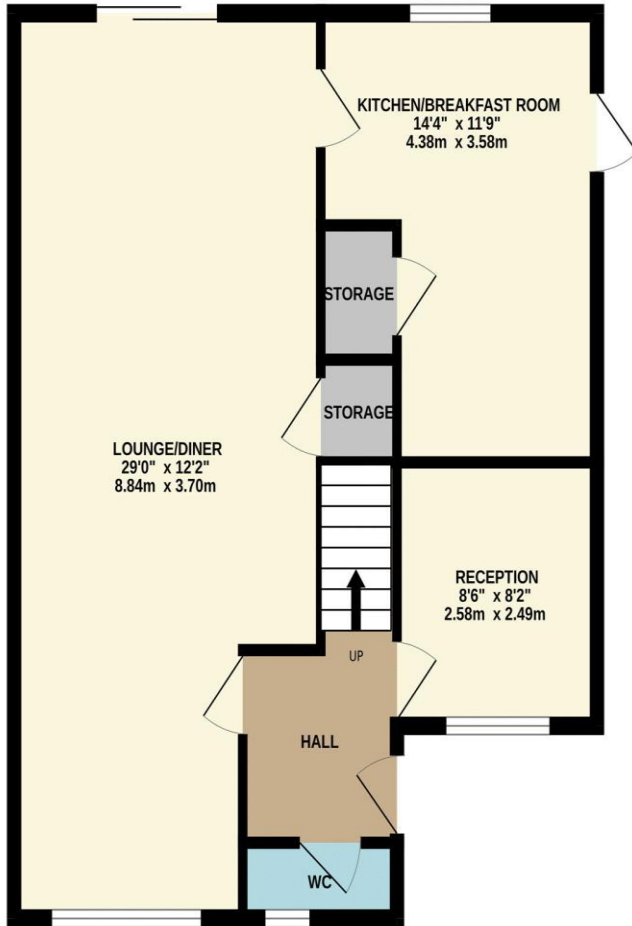 KITCHEN/BREAKFAST ROOM
14'4" x 11'9"
4.38m x 3.58m
STORAGE
STORAGE
LOUNGE/DINER
29'0" x 12'2"
8.84m x 3.70m
RECEPTION
8'6" x 8'2"
2.58m x 2.49m
UP
HALL
WC